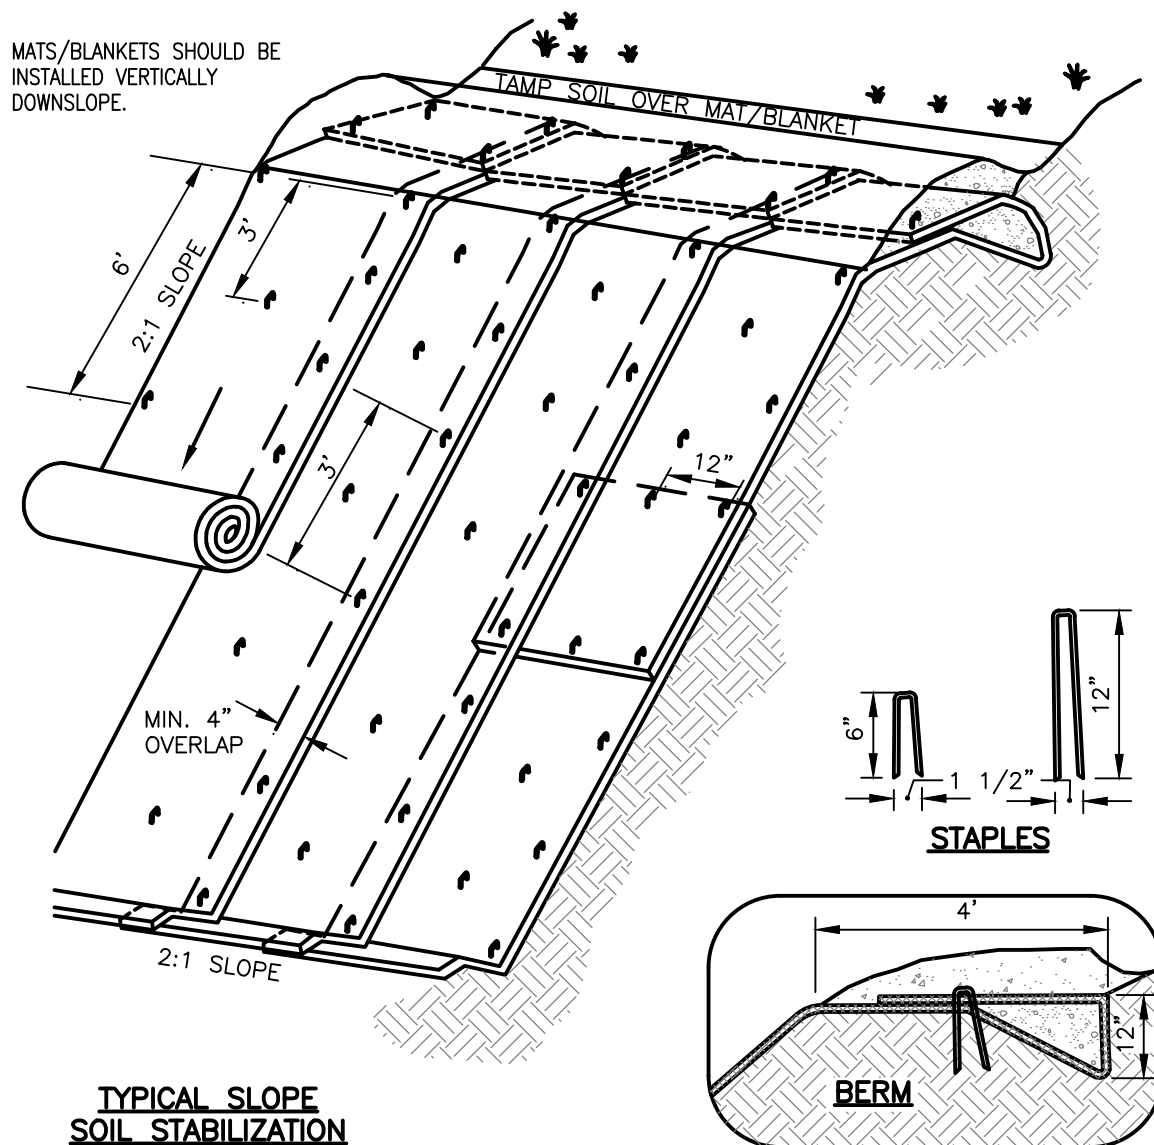 MATS/BLANKETS SHOULD BE
INSTALLED VERTICALLY
DOWNSLOPE.
TAMP SOIL OVER MAT/BLANKET
3'
6'
2:1 SLOPE
3'
12"
MIN. 4"
OVERLAP
2:1 SLOPE
6"
12"
1 1/2"
STAPLES
4'
12"
BERM
TYPICAL SLOPE
SOIL STABILIZATION